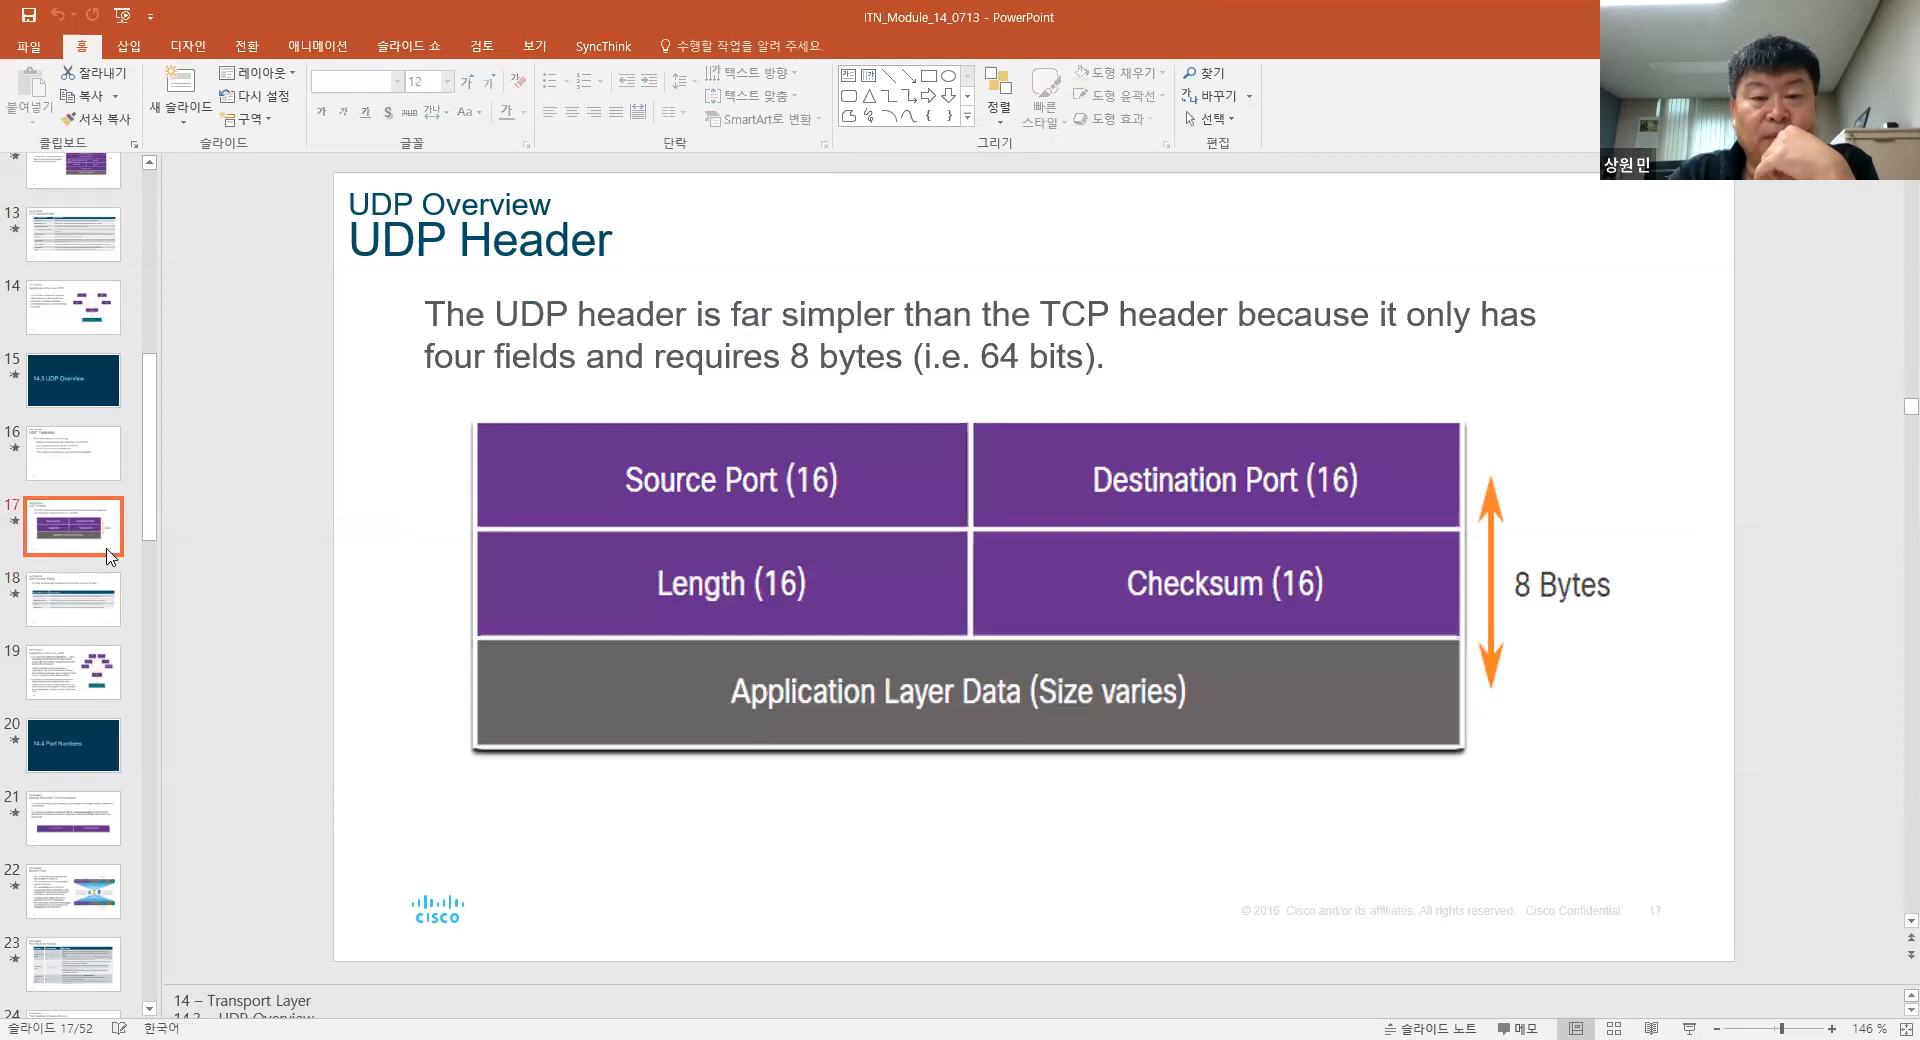 ITN_Module_14_0713 - PowerPoint
파일
홈
삽입
디자인
전환
애니메이션
슬라이드 쇼
검토
보기
SyncThink
수행할 작업을 알려 주세요.
붙여넣기
잘라내기
복사
서식 복사
클립보드
새 슬라이드
레이아웃
다시 설정
구역
슬라이드
12
글꼴
텍스트 방향
텍스트 맞춤
SmartArt로 변환
단락
정렬
빠른
스타일
도형 채우기
도형 윤곽선
도형 효과
그리기
찾기
바꾸기
선택
편집
상원민
13
14
15
14.3 UDP Overview
16
17
18
19
20
14.4 Port Numbers
21
22
23
24
UDP Overview
UDP Header
The UDP header is far simpler than the TCP header because it only has
four fields and requires 8 bytes (i.e. 64 bits).
Source Port (16)
Destination Port (16)
Length (16)
Checksum (16)
8 Bytes
Application Layer Data (Size varies)
CISCO
© 2016 Cisco and/or its affiliates. All rights reserved. Cisco Confidential 17
14 – Transport Layer
슬라이드 17/52
한국어
슬라이드 노트
메모
146 %